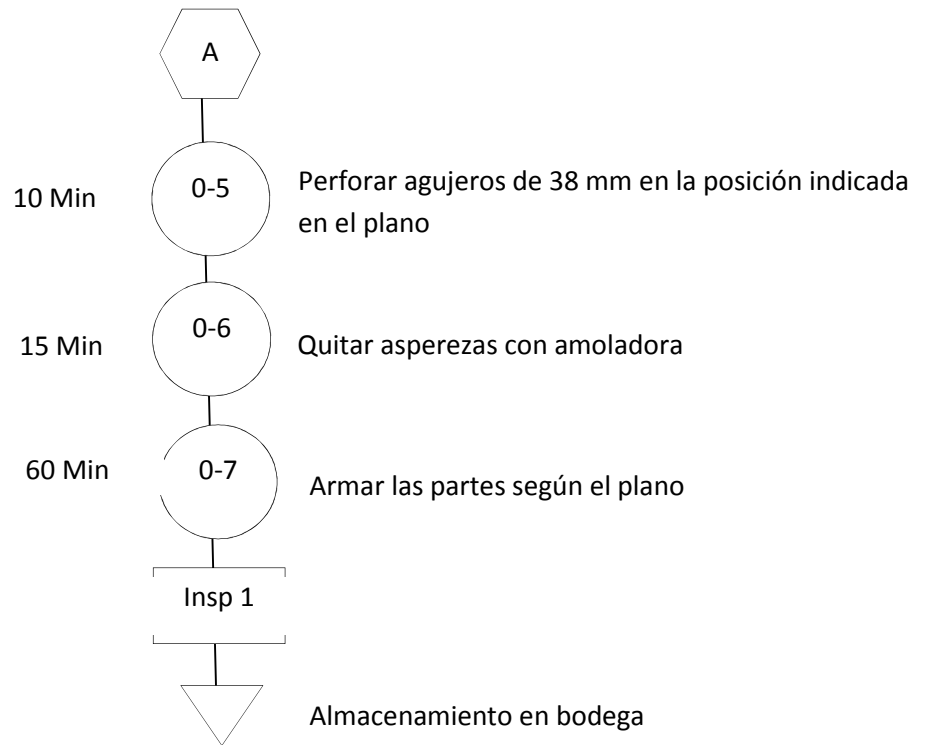 A
10 Min
0-5
Perforar agujeros de 38 mm en la posición indicada
en el plano
15 Min
0-6
Quitar asperezas con amoladora
60 Min
0-7
Armar las partes según el plano
Insp 1
Almacenamiento en bodega